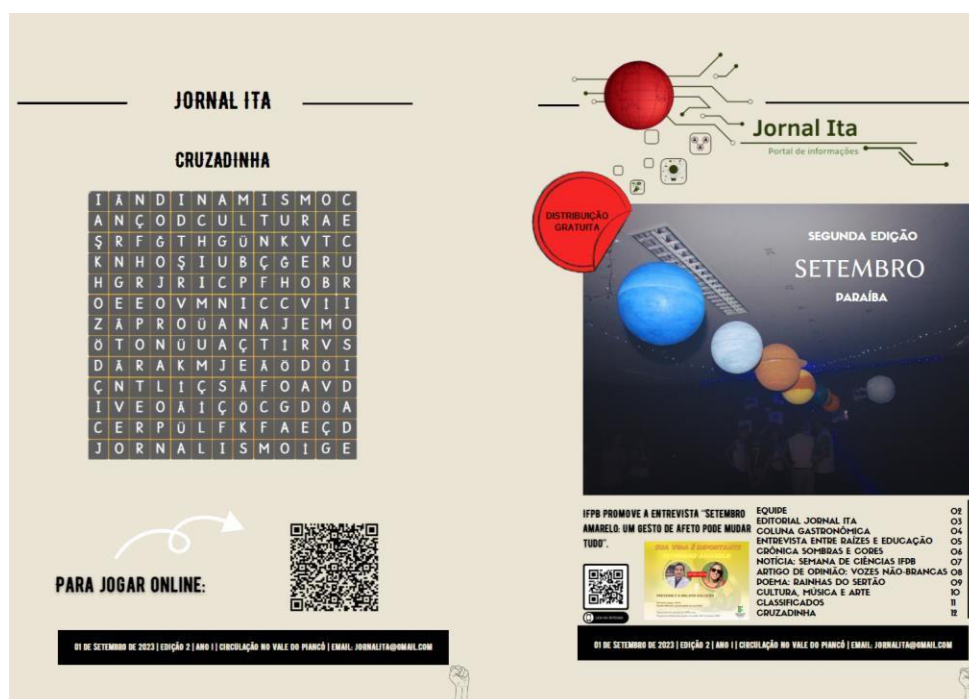 JORNAL ITA
CRUZADINHA
I Ä N D I N A M I S M O C
A N Ç O D C U L T U R A E
Ş R F G T H G Ü N K V T C
K N H O Ş I U B Ç G E R U
H G R J R I C P F H O B R
O E E O V M N I C C V İ I
Z Ä P R O Ü A N A J E M O
Ö T O N Ü U A Ç T İ R V S
D Ä R A K M J E Ä Ö D Ö I
Ç N T L İ Ç S Ä F O A V D
I V E O Ä İ Ç Ö C G D Ö A
C E R P Ü L F K F A E Ç D
J O R N A L I S M O İ G E
PARA JOGAR ONLINE:
01 DE SETEMBRO DE 2023 | EDIÇÃO 2 | ANO I | CIRCULAÇÃO NO VALE DO PIANCÓ | EMAIL: JORNALITA@GMAIL.COM
Jornal Ita
Portal de informações
DISTRIBUIÇÃO
GRATUITA
SEGUNDA EDIÇÃO
SETEMBRO
PARAÍBA
IFPB PROMOVE A ENTREVISTA "SETEMBRO
AMARELO: UM GESTO DE AFETO PODE MUDAR
TUDO".
SUA VIDA É IMPORTANTE
SETEMBRO AMARELO
EQUIPE 02
EDITORIAL JORNAL ITA 03
COLUNA GASTRONÔMICA 04
ENTREVISTA ENTRE RAÍZES E EDUCAÇÃO 05
CRÔNICA SOMBRAS E CORES 06
NOTÍCIA: SEMANA DE CIÊNCIAS IFPB 07
ARTIGO DE OPINIÃO: VOZES NÃO-BRANCAS 08
POEMA: RAINHAS DO SERTÃO 09
CULTURA, MÚSICA E ARTE 10
CLASSIFICADOS 11
CRUZADINHA 12
01 DE SETEMBRO DE 2023 | EDIÇÃO 2 | ANO I | CIRCULAÇÃO NO VALE DO PIANCÓ | EMAIL: JORNALITA@GMAIL.COM